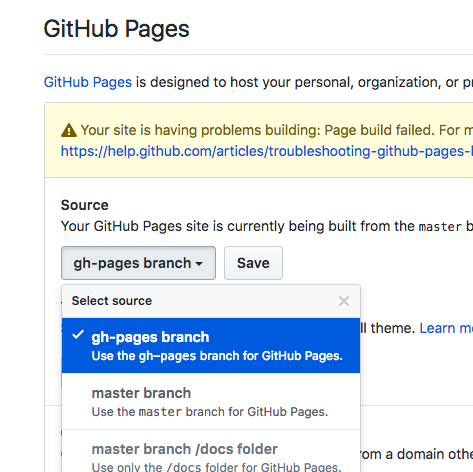 GitHub Pages
GitHub Pages is designed to host your personal, organization, or
Your site is having problems building: Page build failed. For
https://help.github.com/articles/troubleshooting-github-pages-
Source
Your GitHub Pages site is currently being built from the master
gh-pages branch
Save
Select source
gh-pages branch
Use the gh-pages branch for GitHub Pages.
theme. Learn
master branch
Use the master branch for GitHub Pages.
master branch /docs folder
from a domain
Use only the /docs folder for GitHub Pages.